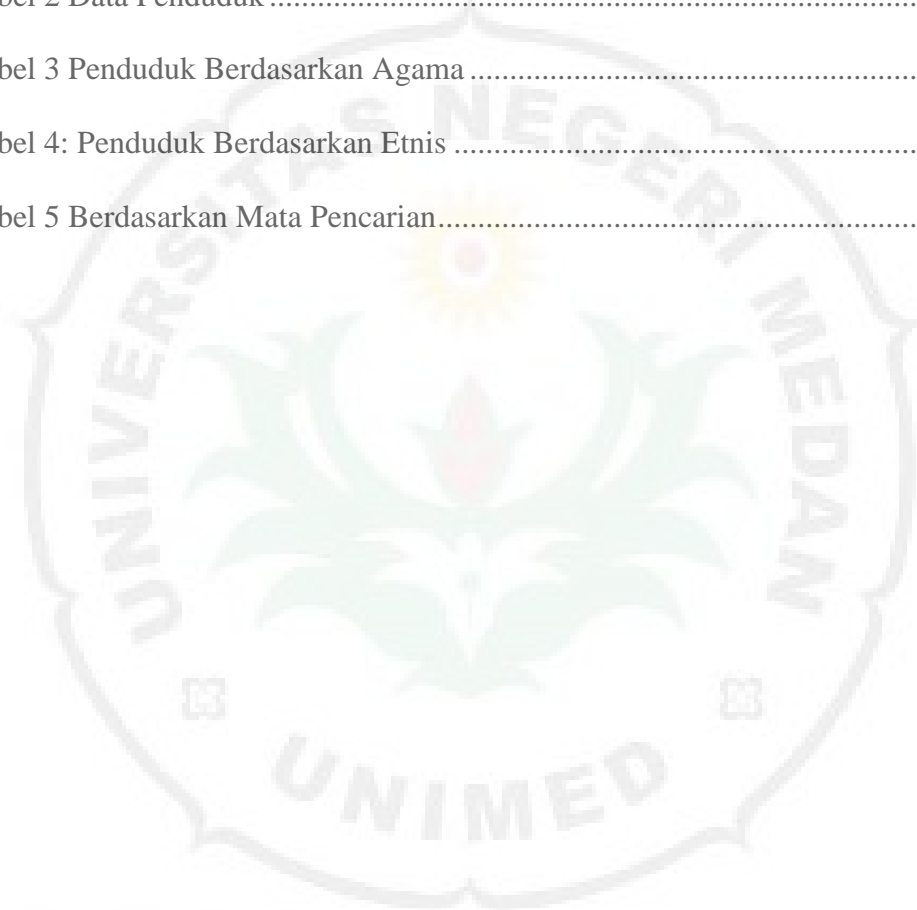 bel 2 Data Penduduk ........................................................................................
bel 3 Penduduk Berdasarkan Agama ........................................................
bel 4: Penduduk Berdasarkan Etnis ..........................................................
bel 5 Berdasarkan Mata Pencarian............................................................
UNIVERSITAS NEGERI MEDAN
UNIMED